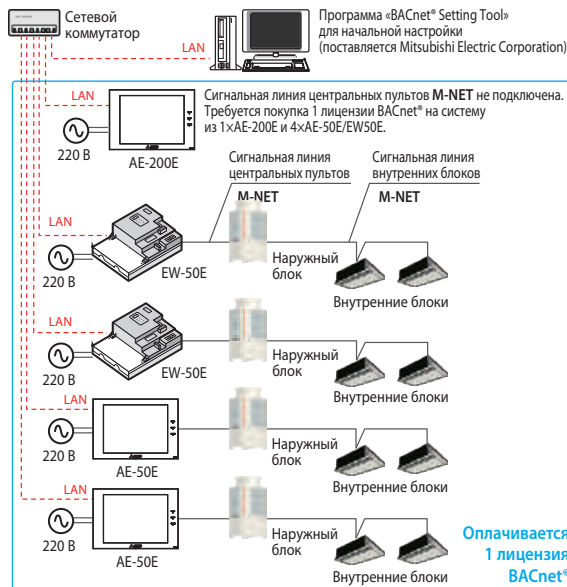 Сетевой
коммутатор
LAN
Программа «BACnet® Setting Tool»
для начальной настройки
(поставляется Mitsubishi Electric Corporation)
LAN
220 В
AE-200E
Сигнальная линия центральных пультов M-NET не подключена.
Требуется покупка 1 лицензии BACnet® на систему
из 1×AE-200E и 4×AE-50E/EW50E.
Сигнальная линия
центральных пультов
M-NET
Сигнальная линия
внутренних блоков
M-NET
LAN
220 В
EW-50E
Наружный
блок
Внутренние блоки
LAN
220 В
EW-50E
Наружный
блок
Внутренние блоки
LAN
220 В
AE-50E
Наружный
блок
Внутренние блоки
LAN
220 В
AE-50E
Наружный
блок
Внутренние блоки
Оплачивается
1 лицензия
BACnet®